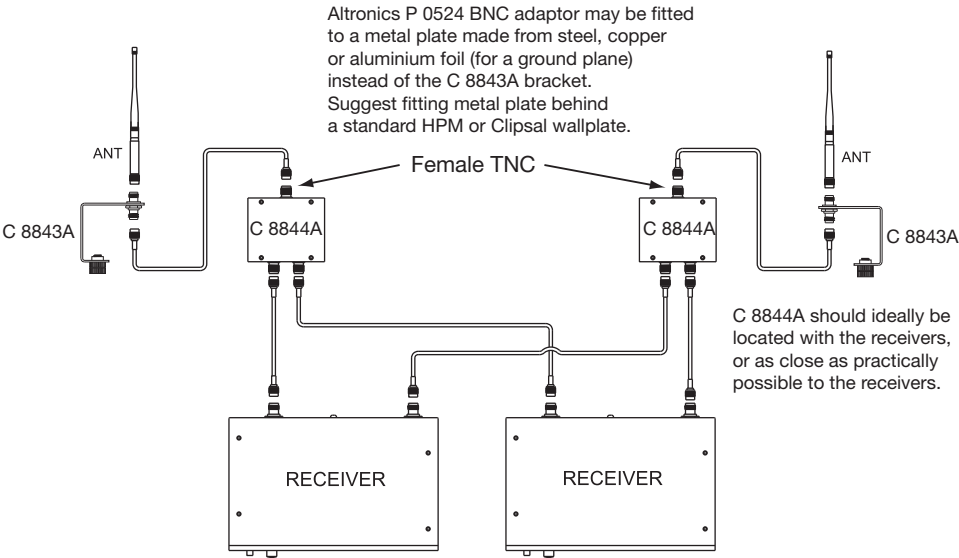 Altronics P 0524 BNC adaptor may be fitted
to a metal plate made from steel, copper
or aluminium foil (for a ground plane)
instead of the C 8843A bracket.
Suggest fitting metal plate behind
a standard HPM or Clipsal wallplate.
ANT
Female TNC
ANT
C 8843A
C 8844A
C 8844A
C 8843A
C 8844A should ideally be
located with the receivers,
or as close as practically
possible to the receivers.
RECEIVER
RECEIVER